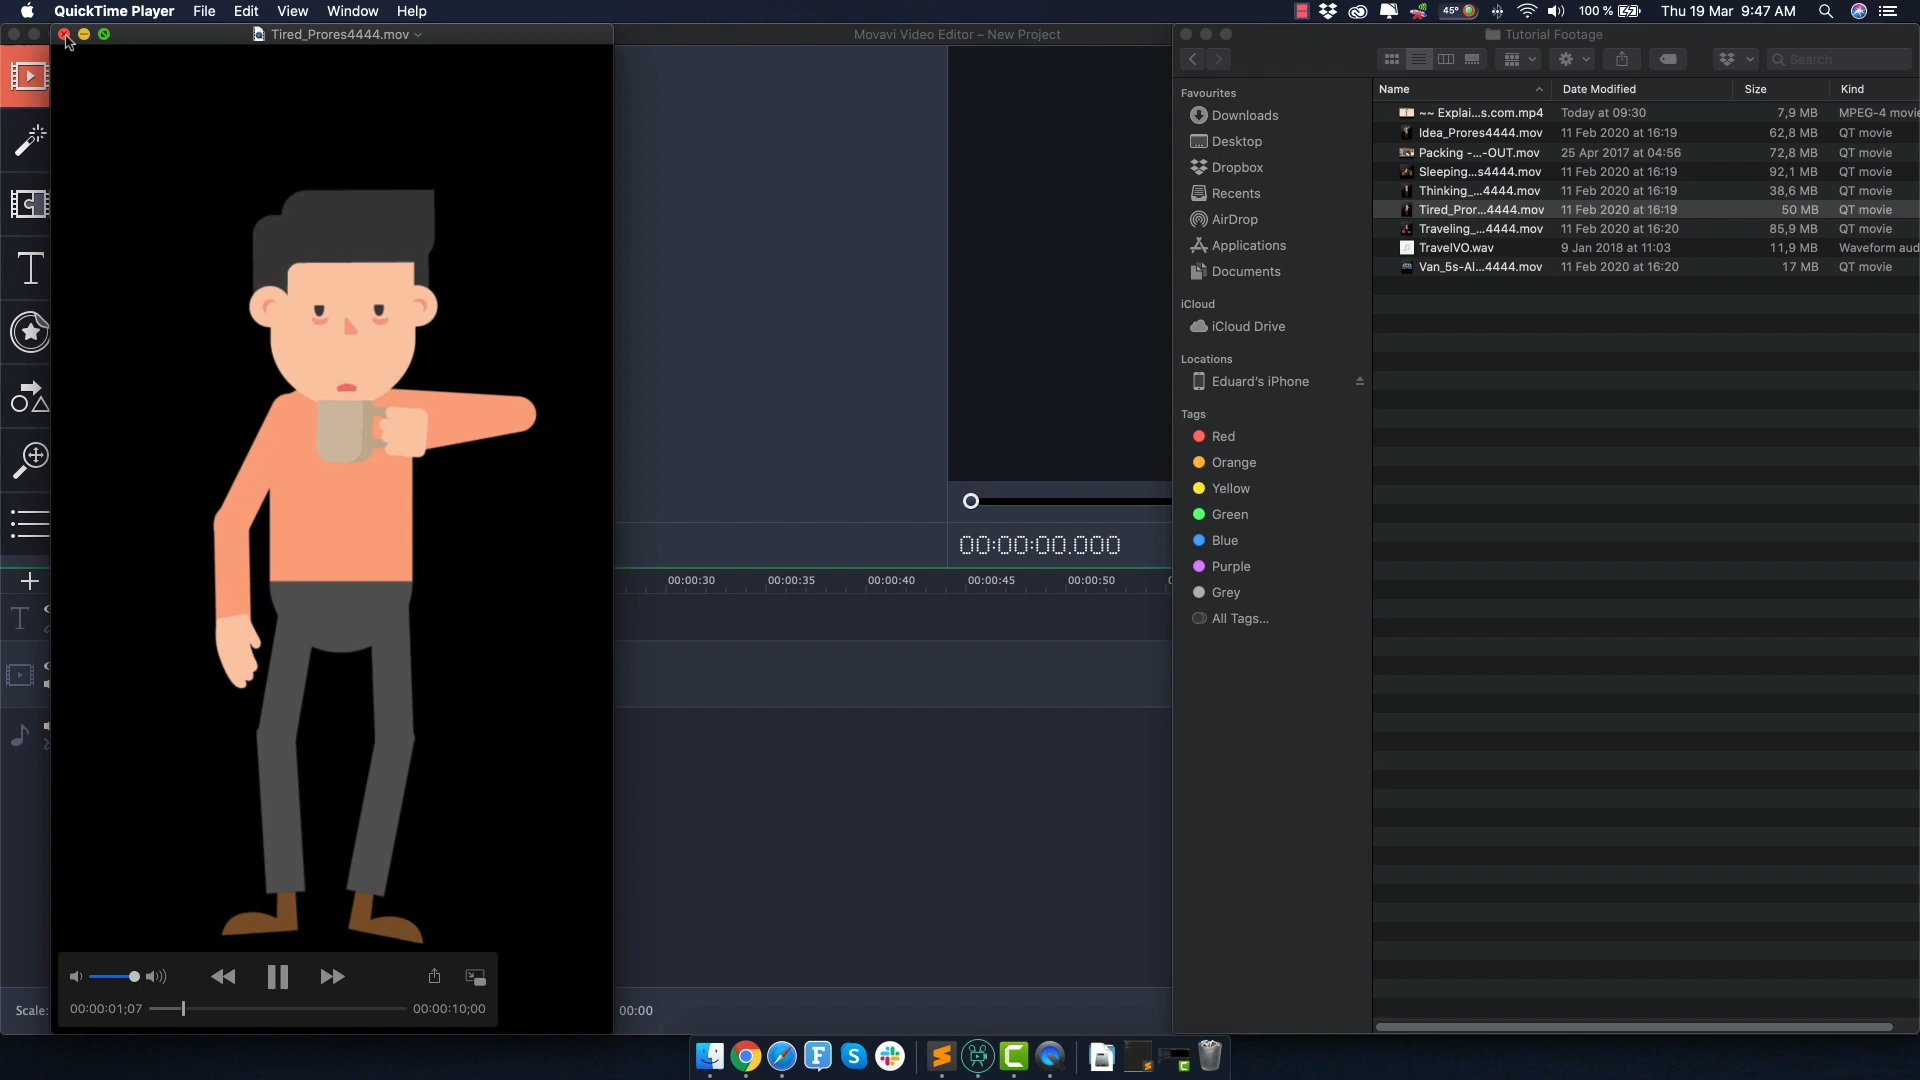 QuickTime Player File Edit View Window Help
45° 100 % Thu 19 Mar 9:47 AM
Tired_Prores4444.mov
Movavi Video Editor – New Project
Tutorial Footage
Search
Favourites
Downloads
Desktop
Dropbox
Recents
AirDrop
Applications
Documents
iCloud
iCloud Drive
Locations
Eduard's iPhone
Tags
Red
Orange
Yellow
Green
Blue
Purple
Grey
All Tags...
Name Date Modified Size Kind
~~ Explai...s.com.mp4 Today at 09:30 7,9 MB MPEG-4 movie
Idea_Prores4444.mov 11 Feb 2020 at 16:19 62,8 MB QT movie
Packing -...-OUT.mov 25 Apr 2017 at 04:56 72,8 MB QT movie
Sleeping...s4444.mov 11 Feb 2020 at 16:19 92,1 MB QT movie
Thinking_...4444.mov 11 Feb 2020 at 16:19 38,6 MB QT movie
Tired_Pror...4444.mov 11 Feb 2020 at 16:19 50 MB QT movie
Traveling_...4444.mov 11 Feb 2020 at 16:20 85,9 MB QT movie
TravelVO.wav 9 Jan 2018 at 11:03 11,9 MB Waveform aud
Van_5s-Al...4444.mov 11 Feb 2020 at 16:20 17 MB QT movie
00:00:00.000
00:00:30 00:00:35 00:00:40 00:00:45 00:00:50
00:00:01;07 00:00:10;00
Scale: 00:00